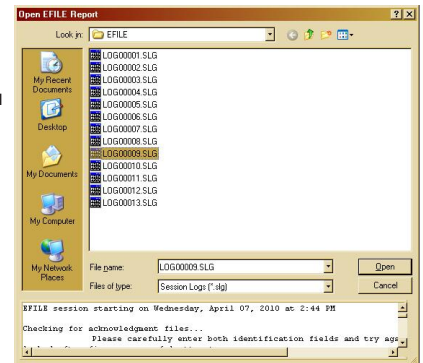 Open EFILE Report
Look in: EFILE
My Recent Documents
Desktop
My Documents
My Computer
My Network Places
LOG00001.SLG
LOG00002.SLG
LOG00003.SLG
LOG00004.SLG
LOG00005.SLG
LOG00006.SLG
LOG00007.SLG
LOG00008.SLG
LOG00009.SLG
LOG00010.SLG
LOG00011.SLG
LOG00012.SLG
LOG00013.SLG
File name: LOG00009.SLG Open
Files of type: Session Logs (*.slg) Cancel
EFILE session starting on Wednesday, April 07, 2010 at 2:44 PM
Checking for acknowledgment files...
Please carefully enter both identification fields and try aga